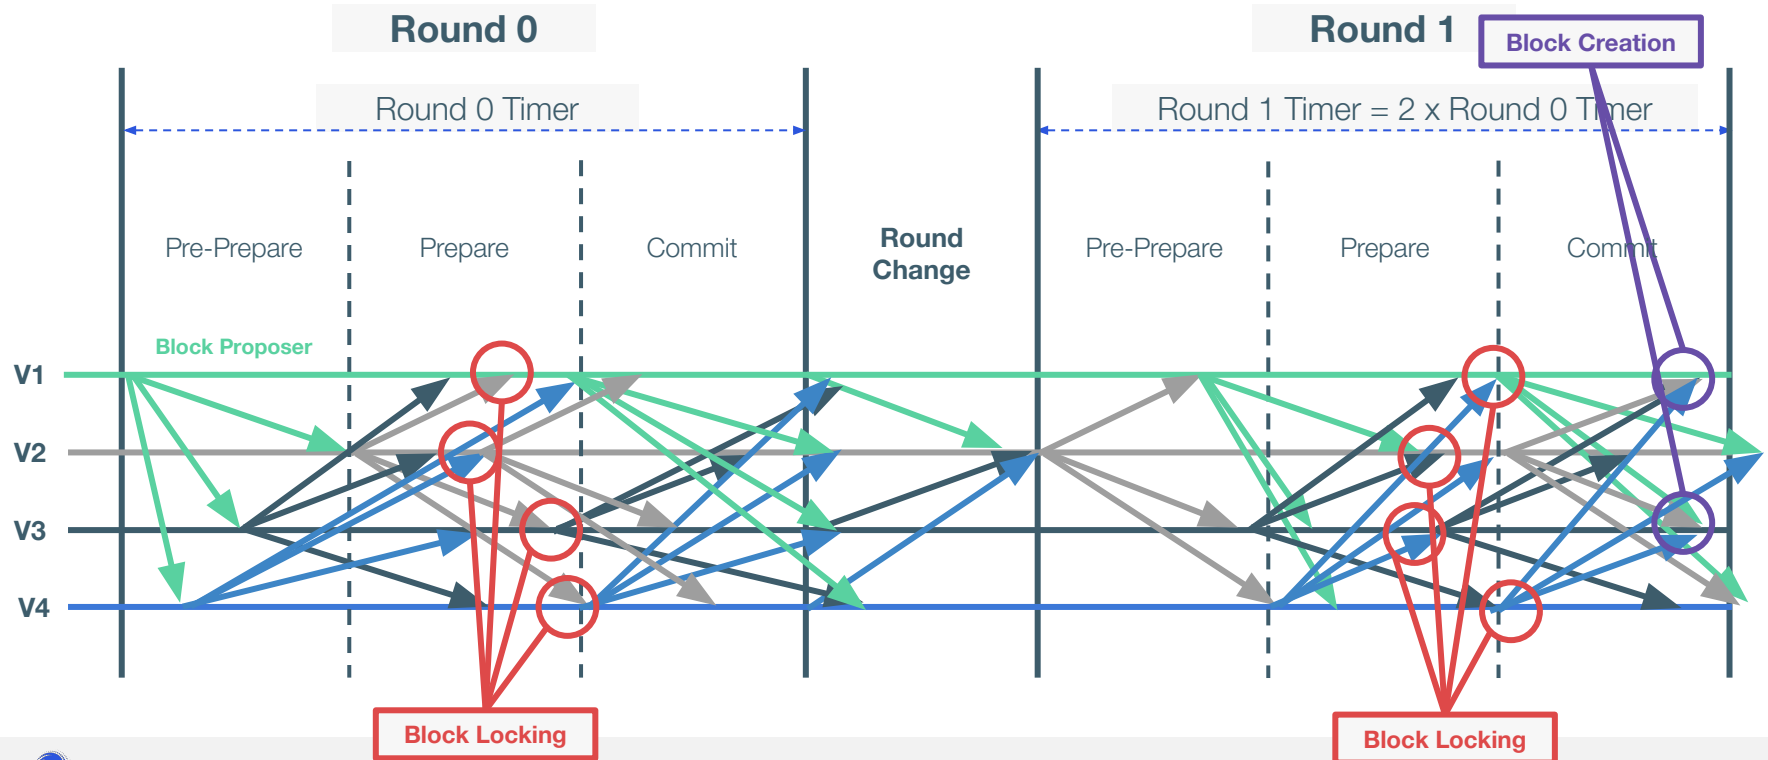 Round 0
Round 1
Block Creation
Round 0 Timer
Round 1 Timer = 2 x Round 0 Timer
Pre-Prepare
Prepare
Commit
Round
Change
Pre-Prepare
Prepare
Commit
Block Proposer
V1
V2
V3
V4
Block Locking
Block Locking